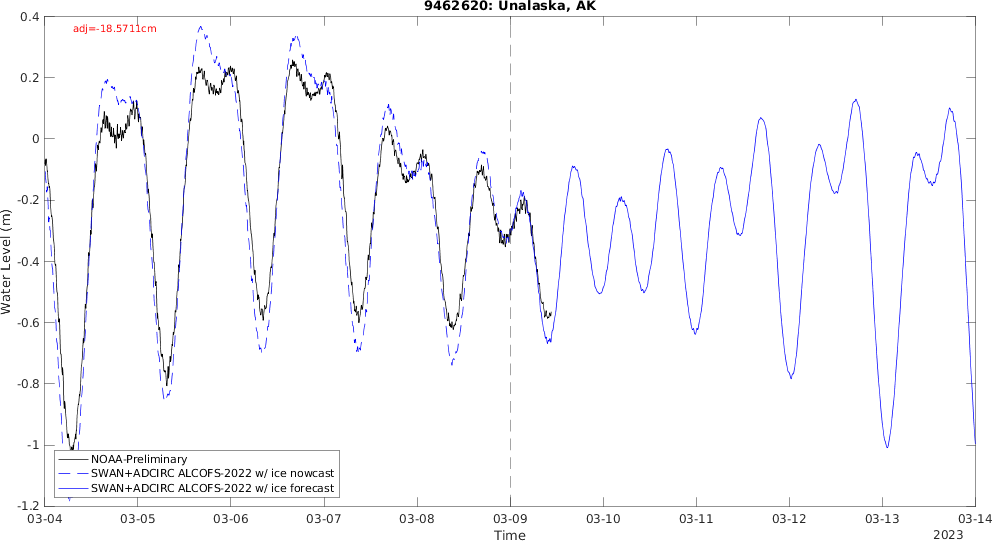 9462620: Unalaska, AK
adj=-18.5711cm
0.4
0.2
0
-0.2
-0.4
-0.6
-0.8
-1
-1.2
Water Level (m)
NOAA-Preliminary
SWAN+ADCIRC ALCOFS-2022 w/ ice nowcast
SWAN+ADCIRC ALCOFS-2022 w/ ice forecast
03-04 03-05 03-06 03-07 03-08 03-09 03-10 03-11 03-12 03-13 03-14
Time
2023